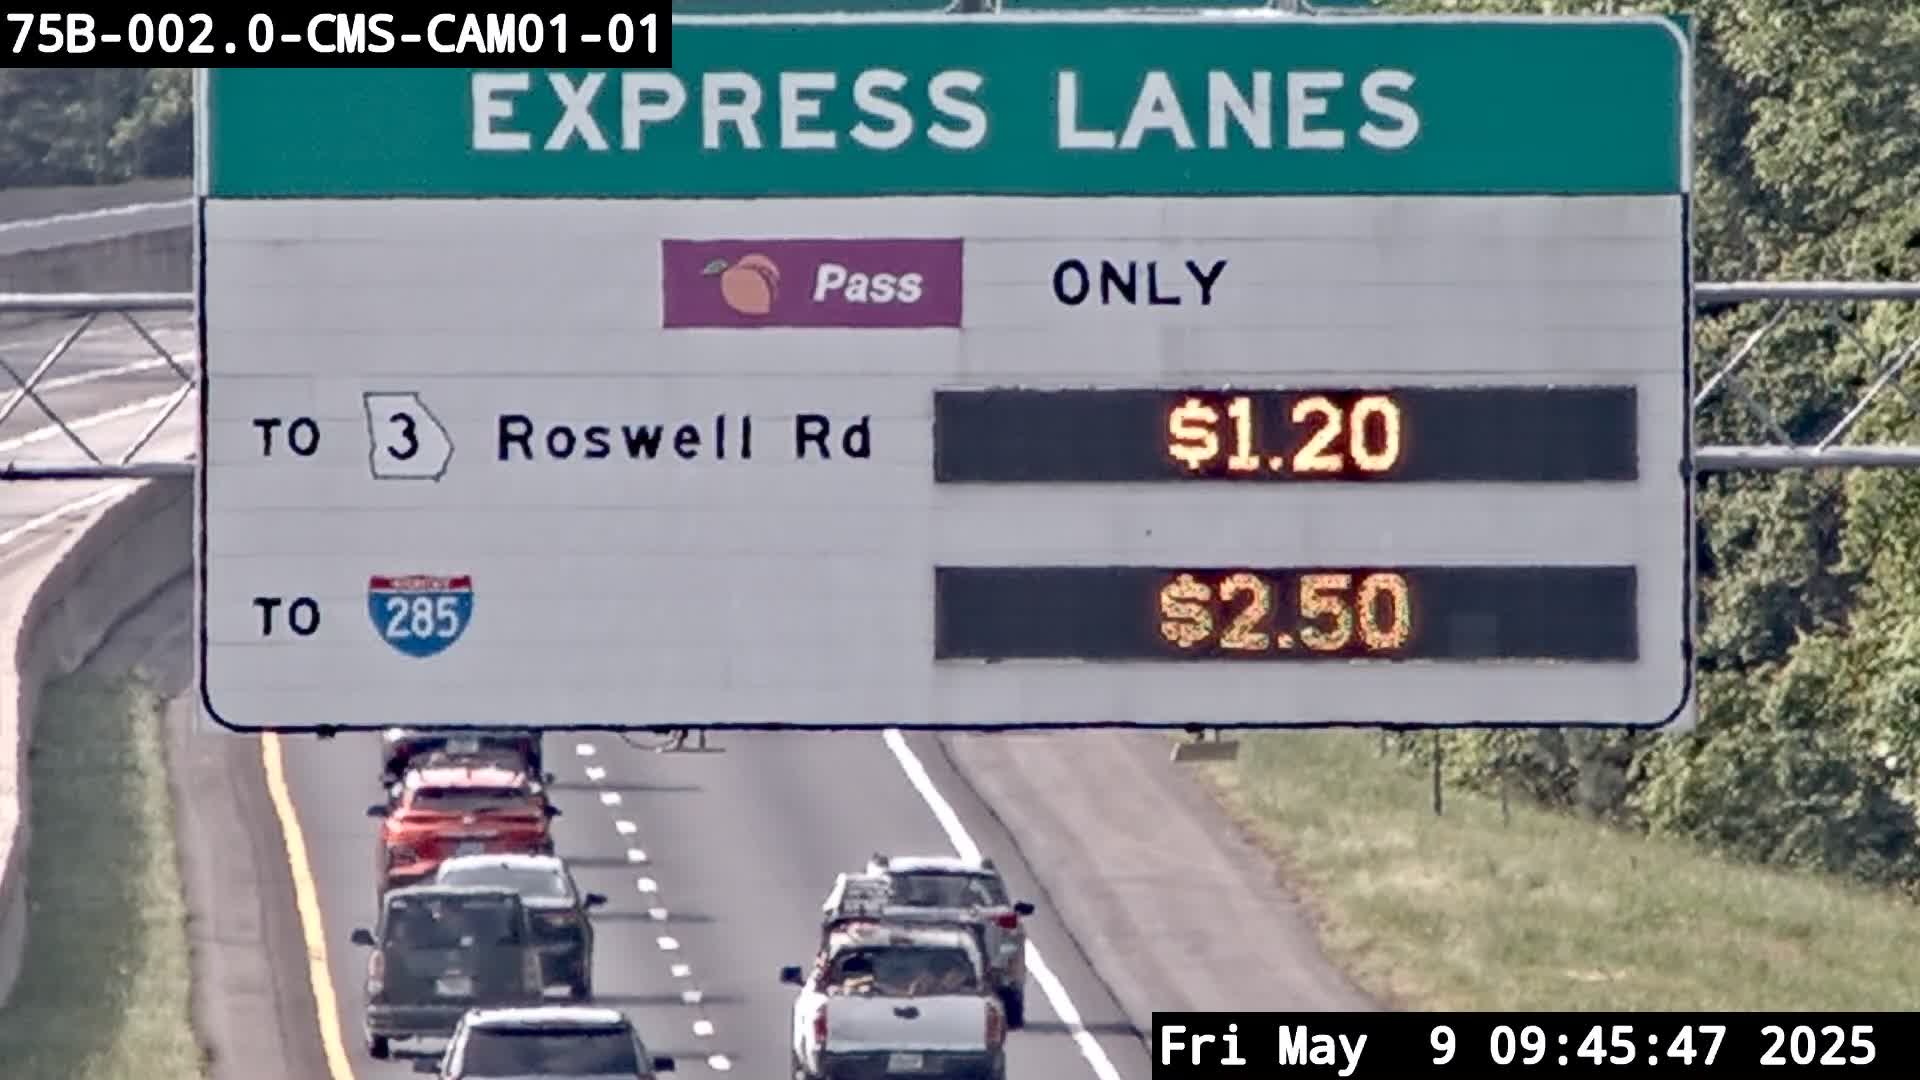 75B-002.0-CMS-CAM01-01
EXPRESS LANES
Pass ONLY
TO 3 Roswell Rd $1.20
TO 285 $2.50
Fri May 9 09:45:47 2025